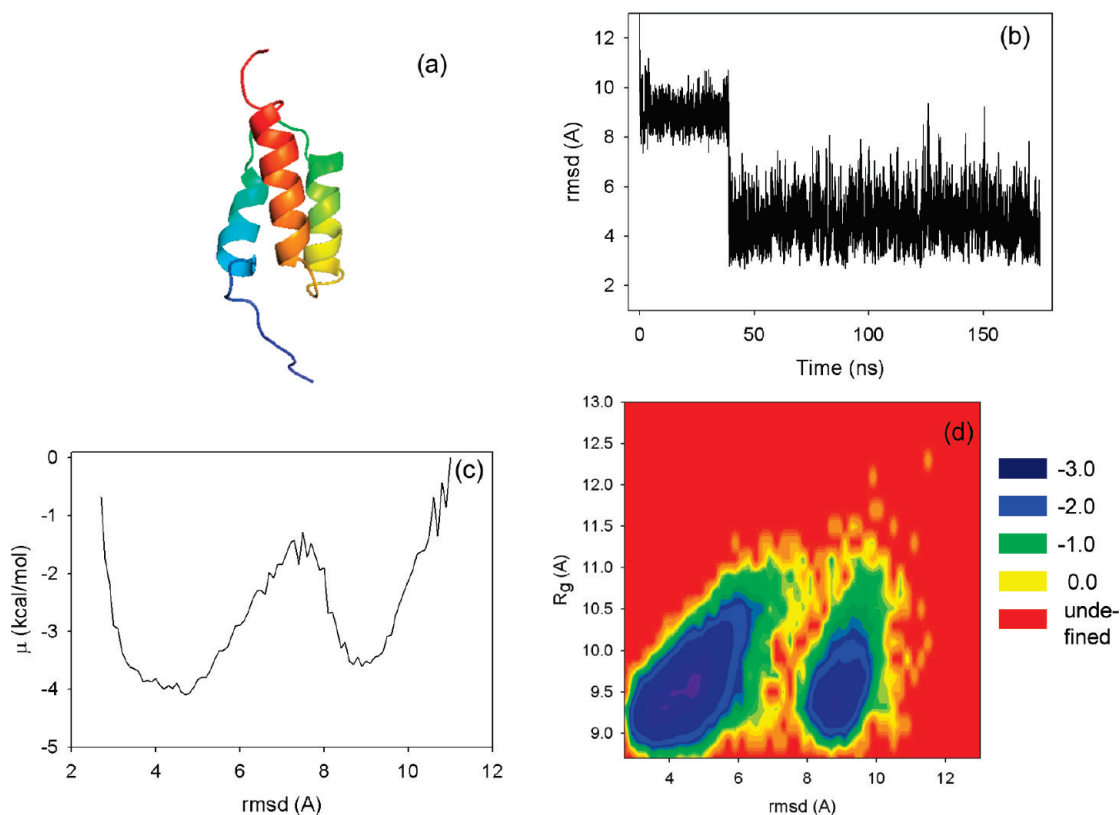 (a)
(b)
rmsd (A)
12
10
8
6
4
2
0 50 100 150
Time (ns)
(c)
μ (kcal/mol)
0
-1
-2
-3
-4
-5
2 4 6 8 10 12
rmsd (A)
(d)
Rg (A)
13.0
12.5
12.0
11.5
11.0
10.5
10.0
9.5
9.0
4 6 8 10 12
rmsd (A)
-3.0
-2.0
-1.0
0.0
unde-
fined